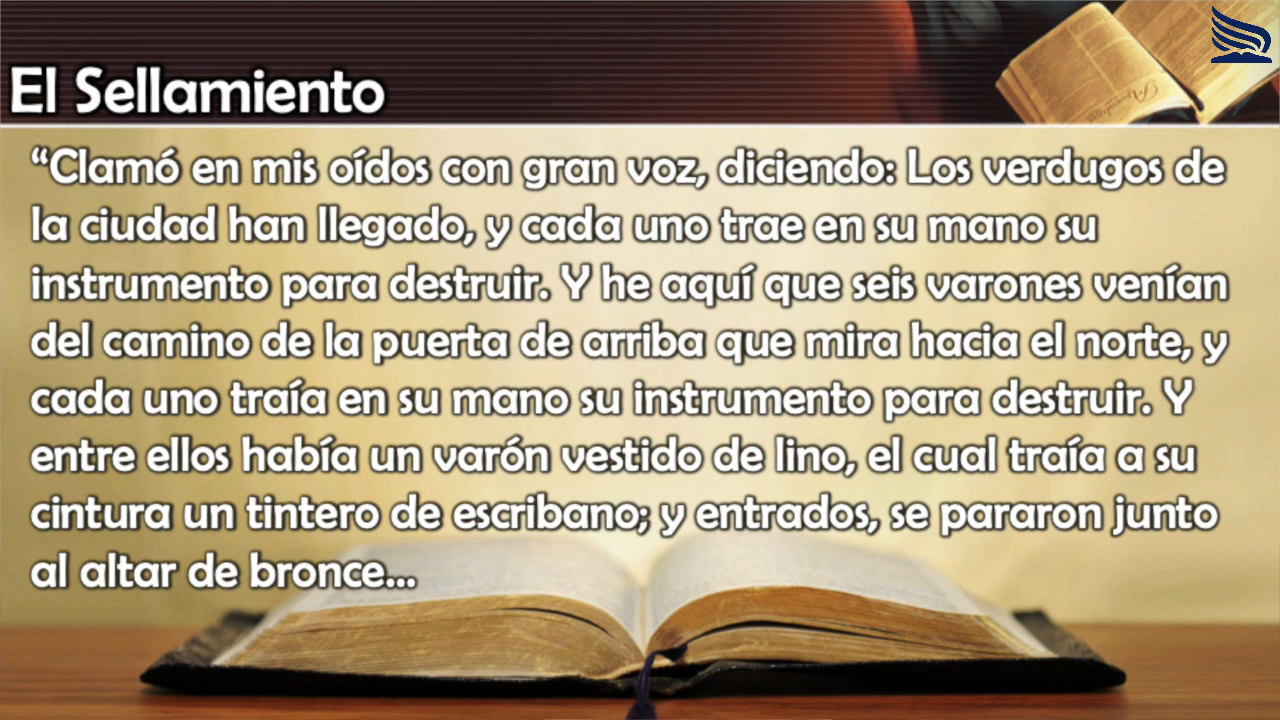 El Sellamiento
“Clamó en mis oídos con gran voz, diciendo: Los verdugos de
la ciudad han llegado, y cada uno trae en su mano su
instrumento para destruir. Y he aquí que seis varones venían
del camino de la puerta de arriba que mira hacia el norte, y
cada uno traía en su mano su instrumento para destruir. Y
entre ellos había un varón vestido de lino, el cual traía a su
cintura un tintero de escribano; y entrados, se pararon junto
al altar de bronce...